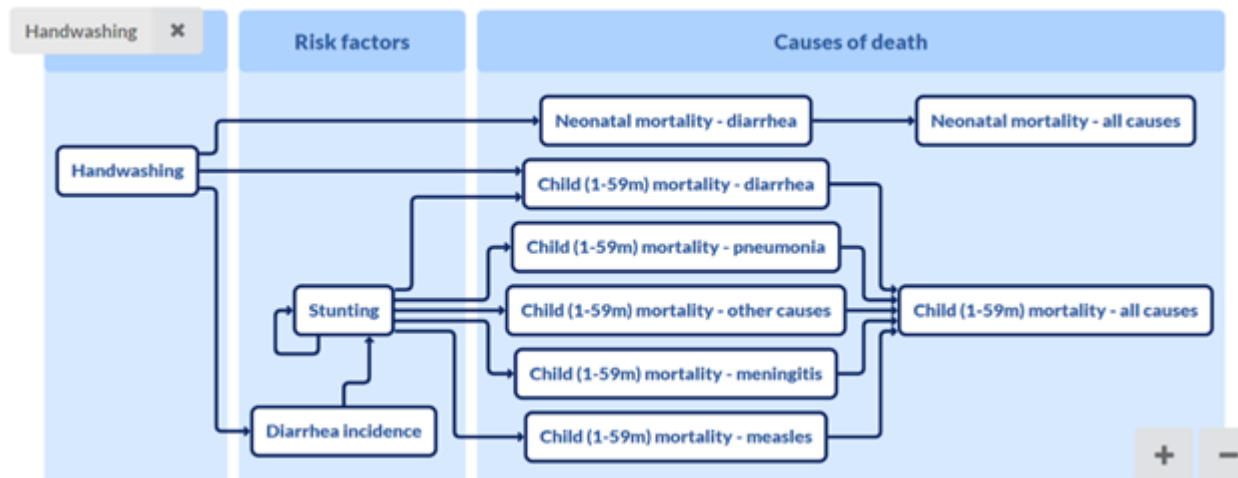 Handwashing ✖
Risk factors
Causes of death
Neonatal mortality - diarrhea
Neonatal mortality - all causes
Handwashing
Child (1-59m) mortality - diarrhea
Child (1-59m) mortality - pneumonia
Stunting
Child (1-59m) mortality - other causes
Child (1-59m) mortality - all causes
Child (1-59m) mortality - meningitis
Diarrhea incidence
Child (1-59m) mortality - measles
+ −